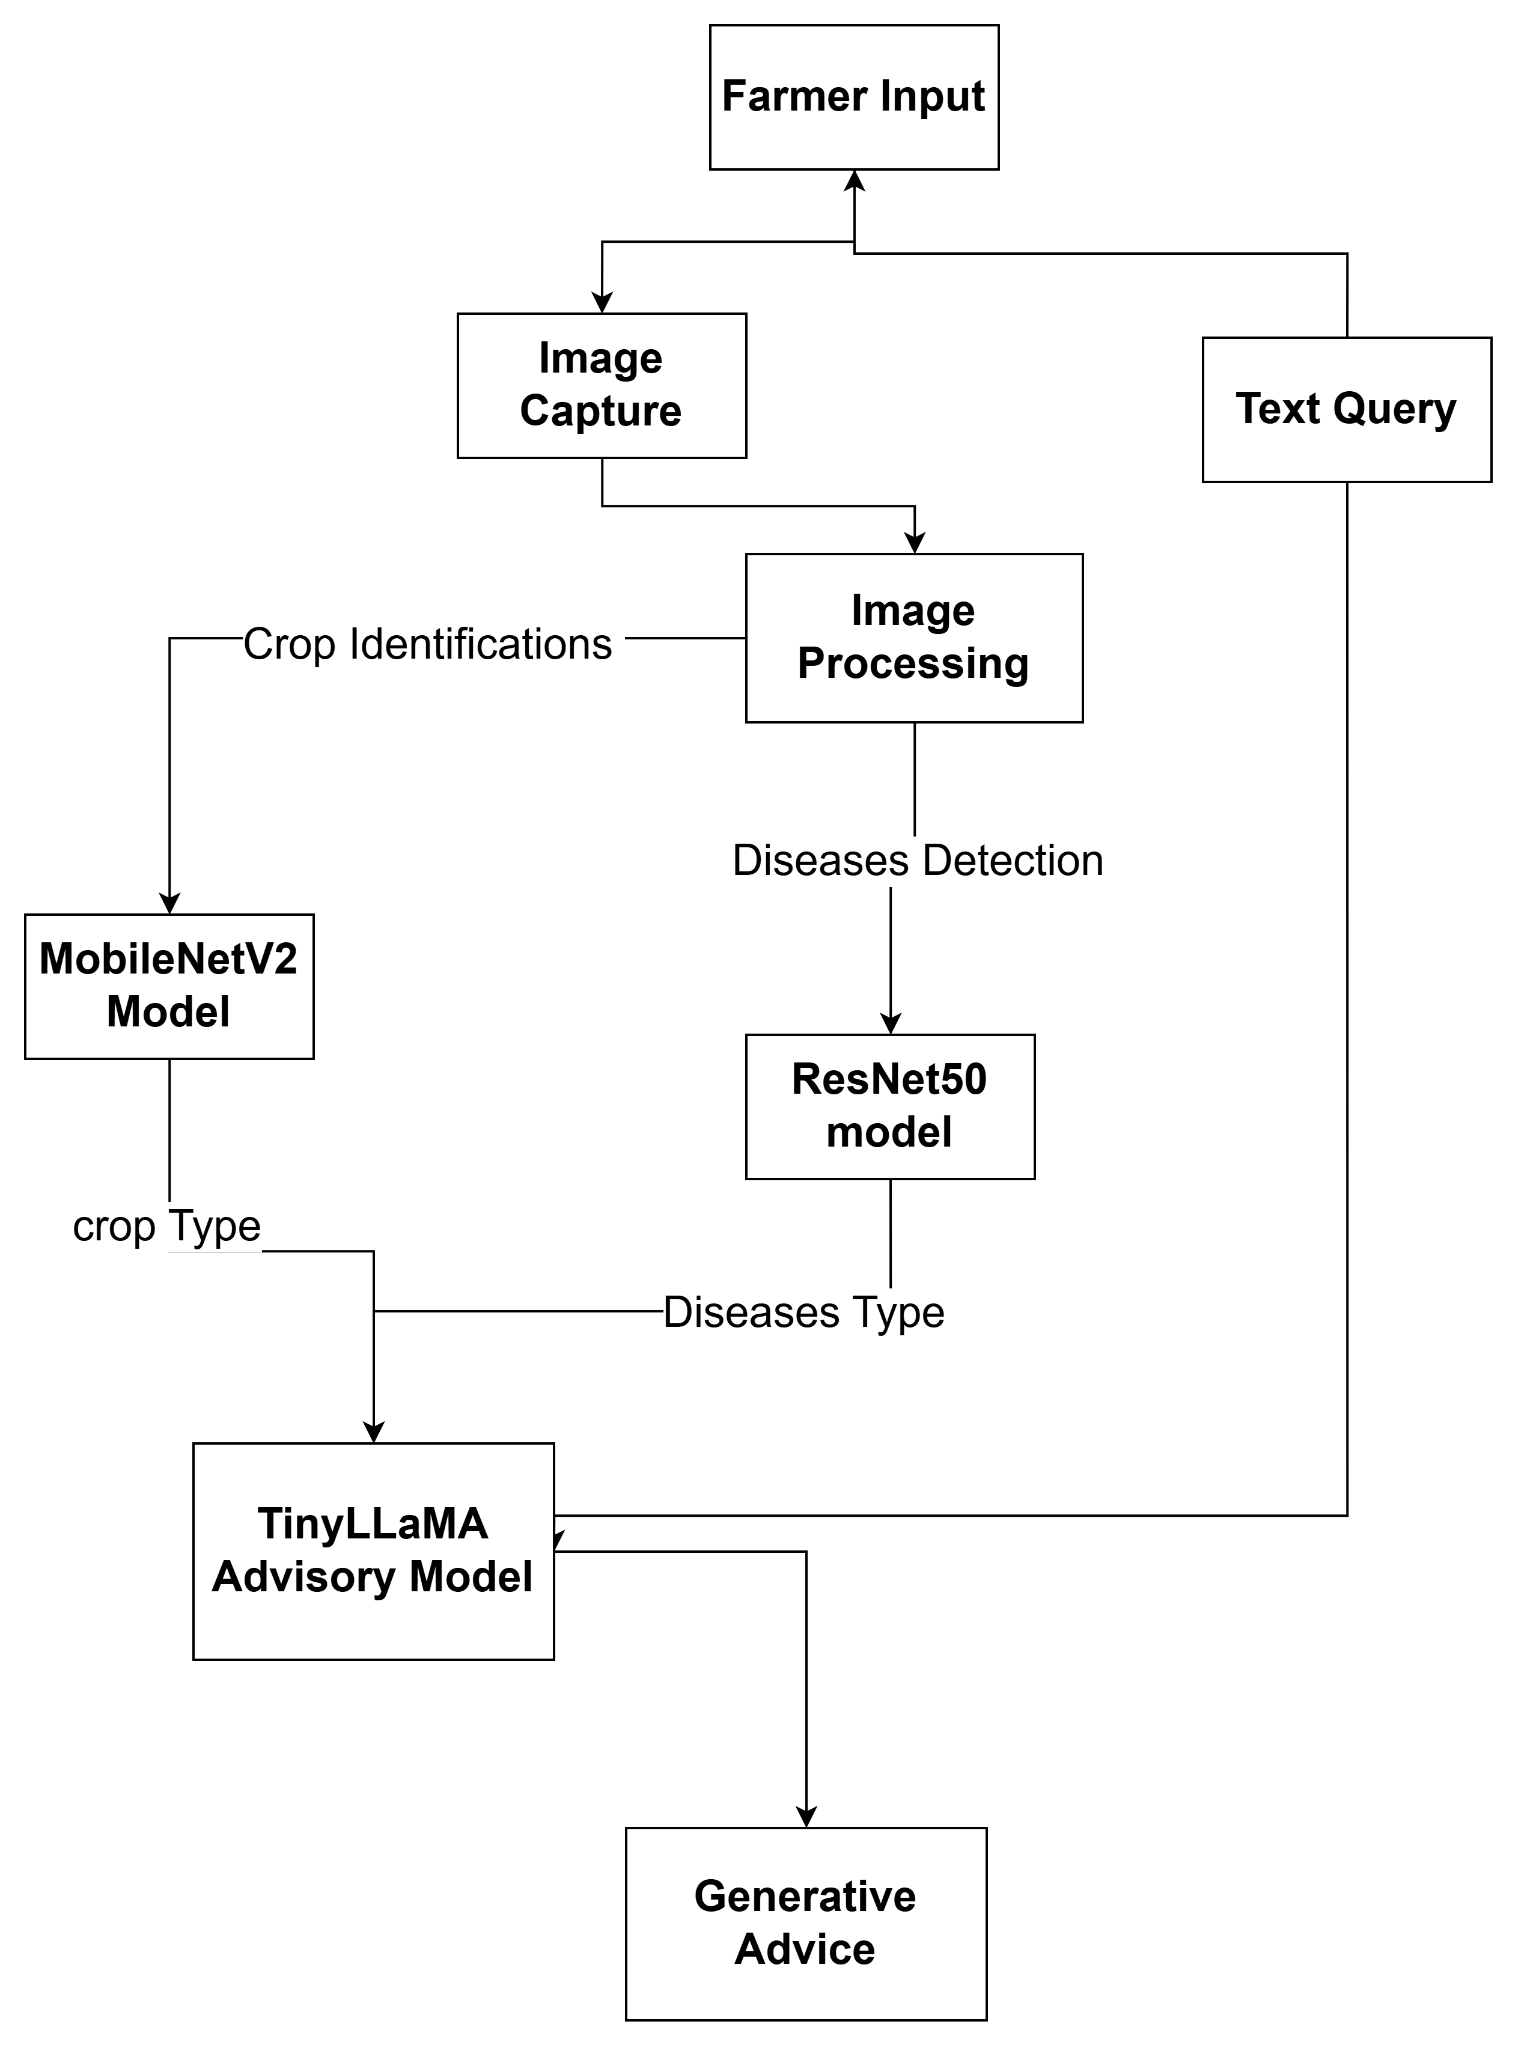 Farmer Input
Image
Capture
Text Query
Image
Processing
Crop Identifications
Diseases Detection
MobileNetV2
Model
ResNet50
model
crop Type
Diseases Type
TinyLLaMA
Advisory Model
Generative
Advice